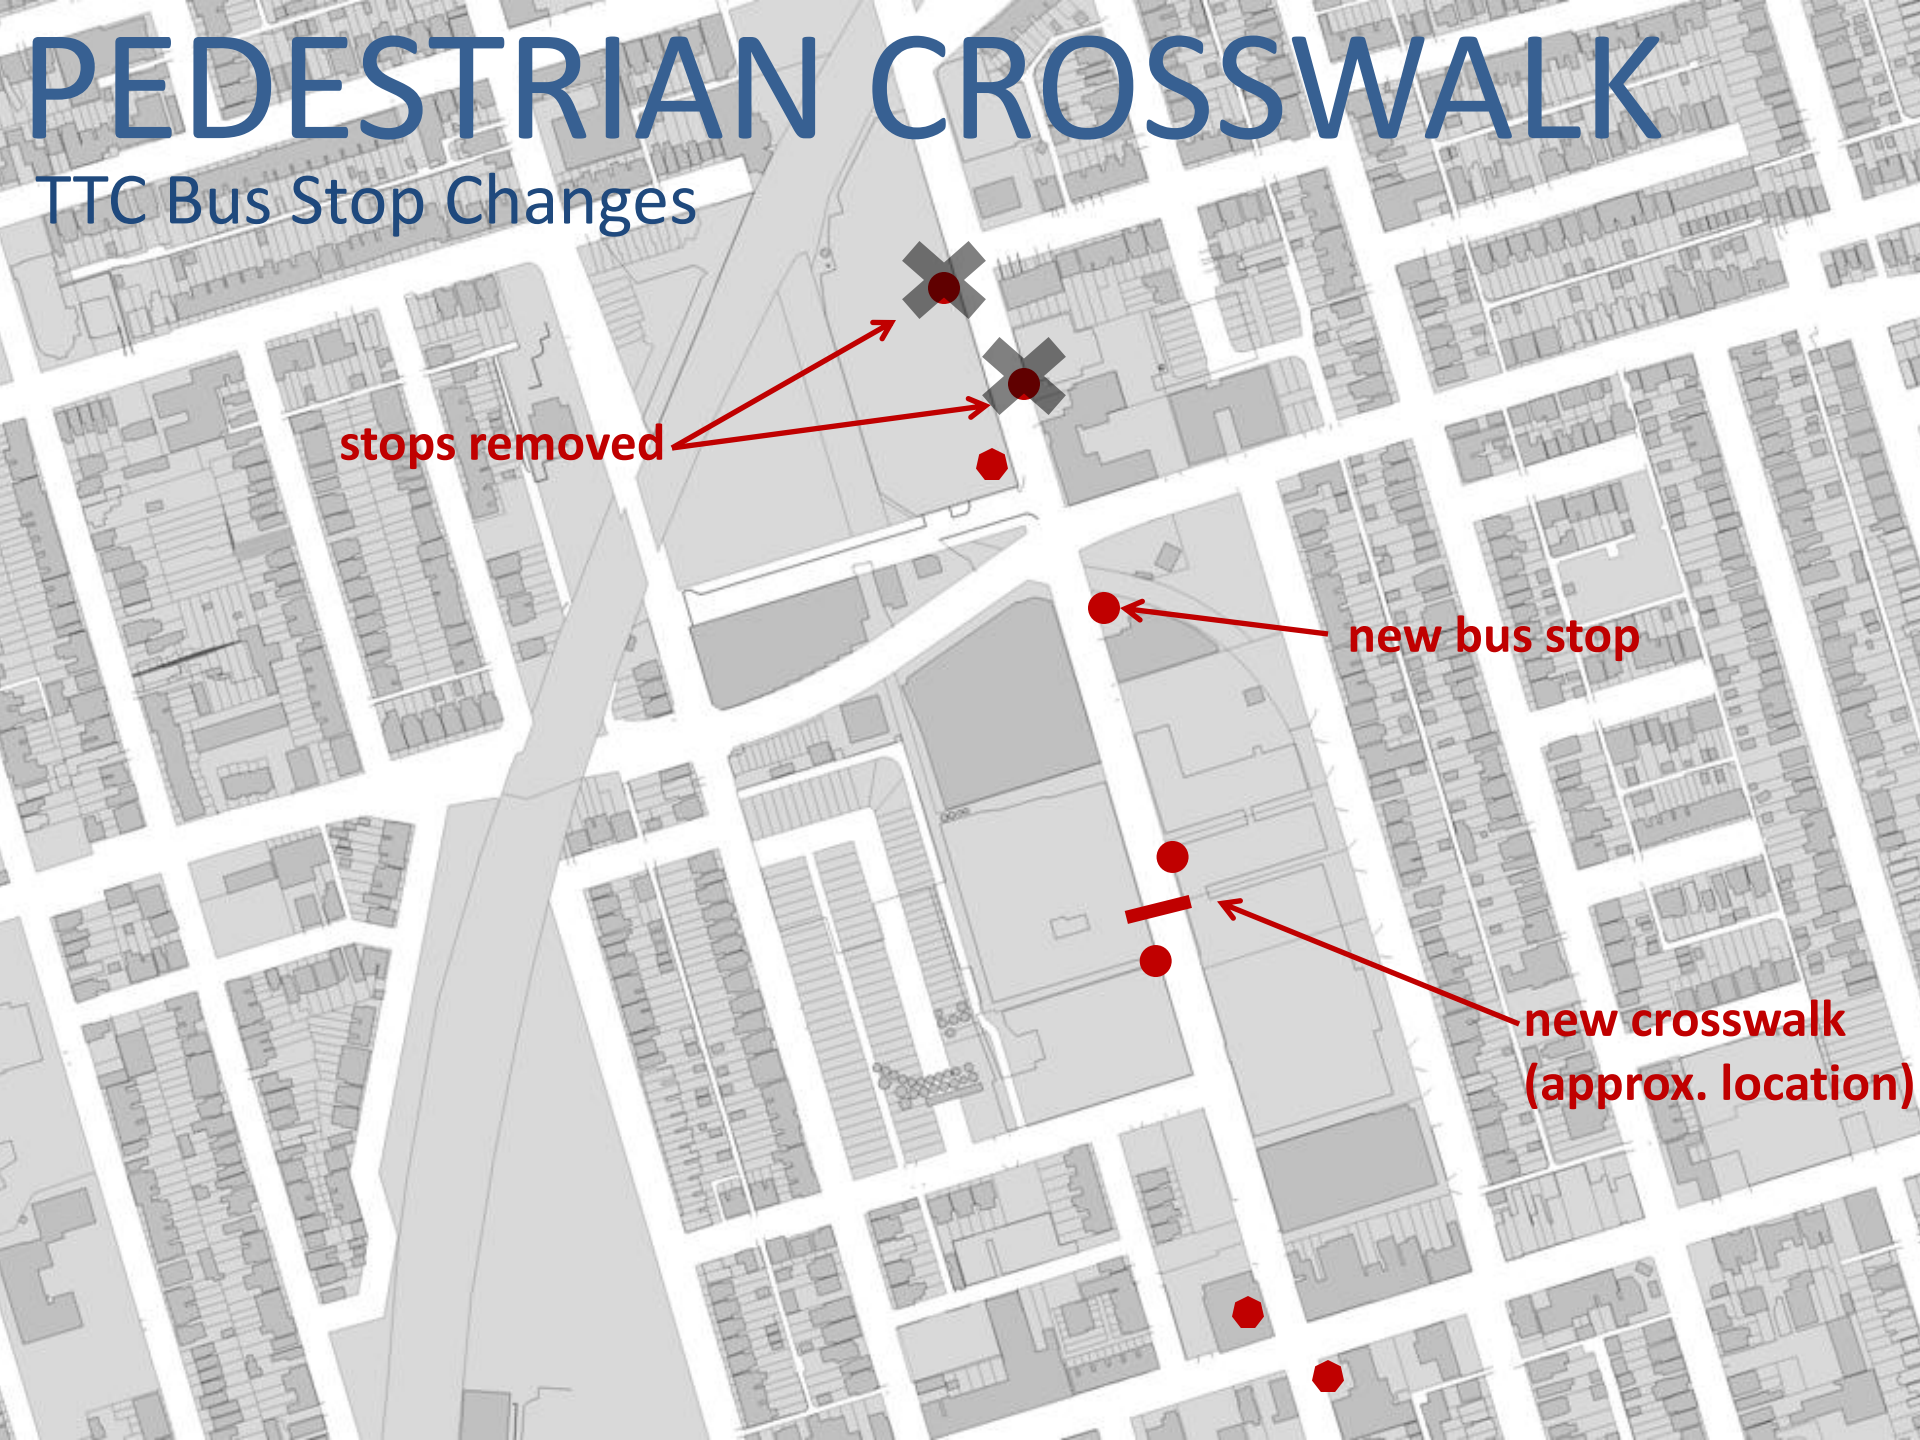 PEDESTRIAN CROSSWALK
TTC Bus Stop Changes
stops removed
new bus stop
new crosswalk
(approx. location)